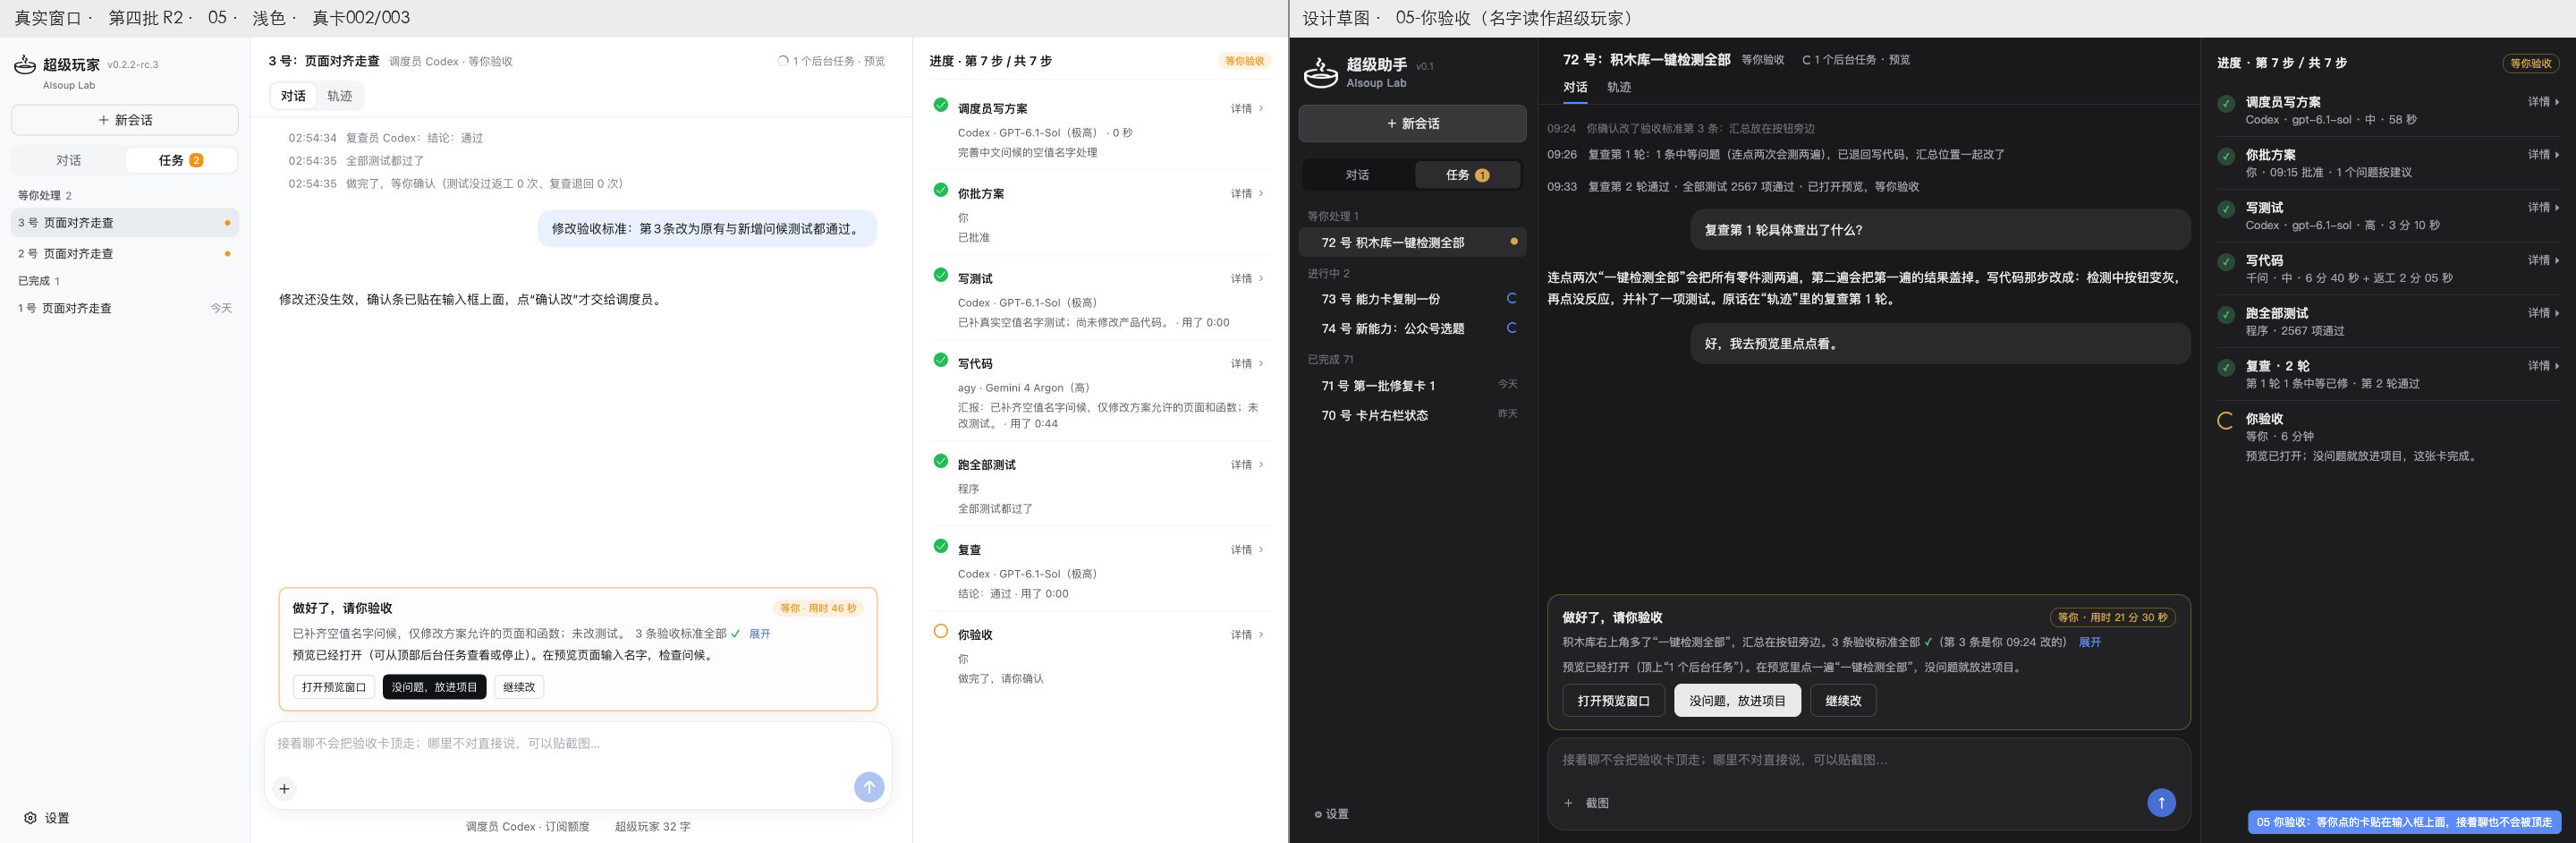 真实窗口 · 第四批 R2 · 05 · 浅色 · 真卡002/003
超级玩家 v0.2.2-rc.3
AIsoup Lab
+ 新会话
对话 任务 2
等你处理 2
3 号 页面对齐走查
2 号 页面对齐走查
已完成 1
1 号 页面对齐走查 今天
设置
3 号：页面对齐走查 调度员 Codex · 等你验收 1 个后台任务 · 预览
对话 轨迹
02:54:34 复查员 Codex：结论：通过
02:54:35 全部测试都过了
02:54:35 做完了，等你确认（测试没过返工 0 次、复查退回 0 次）
修改验收标准：第3条改为原有与新增问候测试都通过。
修改还没生效，确认条已贴在输入框上面，点“确认改”才交给调度员。
做好了，请你验收 等你 · 用时 46 秒
已补齐空值名字问候，仅修改方案允许的页面和函数；未改测试。 3 条验收标准全部 ✓ 展开
预览已经打开（可从顶部后台任务查看或停止）。在预览页面输入名字，检查问候。
打开预览窗口 没问题，放进项目 继续改
接着聊不会把验收卡顶走；哪里不对直接说，可以贴截图...
+
调度员 Codex · 订阅额度 超级玩家 32 字
进度 · 第 7 步 / 共 7 步 等你验收
调度员写方案 详情 ›
Codex · GPT-6.1-Sol（极高） · 0 秒
完善中文问候的空值名字处理
你批方案 详情 ›
你
已批准
写测试 详情 ›
Codex · GPT-6.1-Sol（极高）
已补真实空值名字测试；尚未修改产品代码。 · 用了 0:00
写代码 详情 ›
agy · Gemini 4 Argon（高）
汇报：已补齐空值名字问候，仅修改方案允许的页面和函数；未
改测试。 · 用了 0:44
跑全部测试 详情 ›
程序
全部测试都过了
复查 详情 ›
Codex · GPT-6.1-Sol（极高）
结论：通过 · 用了 0:00
你验收 详情 ›
你
做完了，请你确认
设计草图 · 05-你验收（名字读作超级玩家）
超级助手 v0.1
AIsoup Lab
+ 新会话
对话 任务 1
等你处理 1
72 号 积木库一键检测全部
进行中 2
73 号 能力卡复制一份
74 号 新能力：公众号选题
已完成 71
71 号 第一批修复卡 1 今天
70 号 卡片右栏状态 昨天
设置
72 号：积木库一键检测全部 等你验收 1 个后台任务 · 预览
对话 轨迹
09:24 你确认改了验收标准第 3 条：汇总放在按钮旁边
09:26 复查第 1 轮：1 条中等问题（连点两次会测两遍），已退回写代码，汇总位置一起改了
09:33 复查第 2 轮通过 · 全部测试 2567 项通过 · 已打开预览，等你验收
复查第 1 轮具体查出了什么?
连点两次“一键检测全部”会把所有零件测两遍，第二遍会把第一遍的结果盖掉。写代码那步改成：检测中按钮变灰，
再点没反应，并补了一项测试。原话在“轨迹”里的复查第 1 轮。
好，我去预览里点点看。
做好了，请你验收 等你 · 用时 21 分 30 秒
积木库右上角多了“一键检测全部”，汇总在按钮旁边。3 条验收标准全部 ✓（第 3 条是你 09:24 改的） 展开
预览已经打开（顶上“1 个后台任务”）。在预览里点一遍“一键检测全部”，没问题就放进项目。
打开预览窗口 没问题，放进项目 继续改
接着聊不会把验收卡顶走；哪里不对直接说，可以贴截图…
+ 截图
进度 · 第 7 步 / 共 7 步 等你验收
调度员写方案 详情
Codex · gpt-6.1-sol · 中 · 58 秒
你批方案 详情
你 · 09:15 批准 · 1 个问题按建议
写测试 详情
Codex · gpt-6.1-sol · 高 · 3 分 10 秒
写代码 详情
千问 · 中 · 6 分 40 秒 + 返工 2 分 05 秒
跑全部测试 详情
程序 · 2567 项通过
复查 · 2 轮 详情
第 1 轮 1 条中等已修 · 第 2 轮通过
你验收
等你 · 6 分钟
预览已打开；没问题就放进项目，这张卡完成。
05 你验收：等你点的卡贴在输入框上面，接着聊也不会被顶走